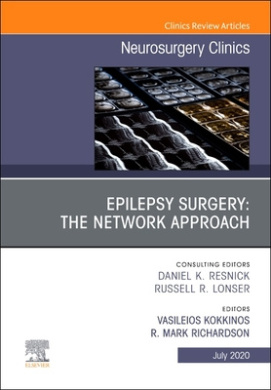 Clinics Review Articles
Neurosurgery Clinics
EPILEPSY SURGERY:
THE NETWORK APPROACH
CONSULTING EDITORS
DANIEL K. RESNICK
RUSSELL R. LONSER
EDITORS
VASILEIOS KOKKINOS
R. MARK RICHARDSON
ELSEVIER
July 2020